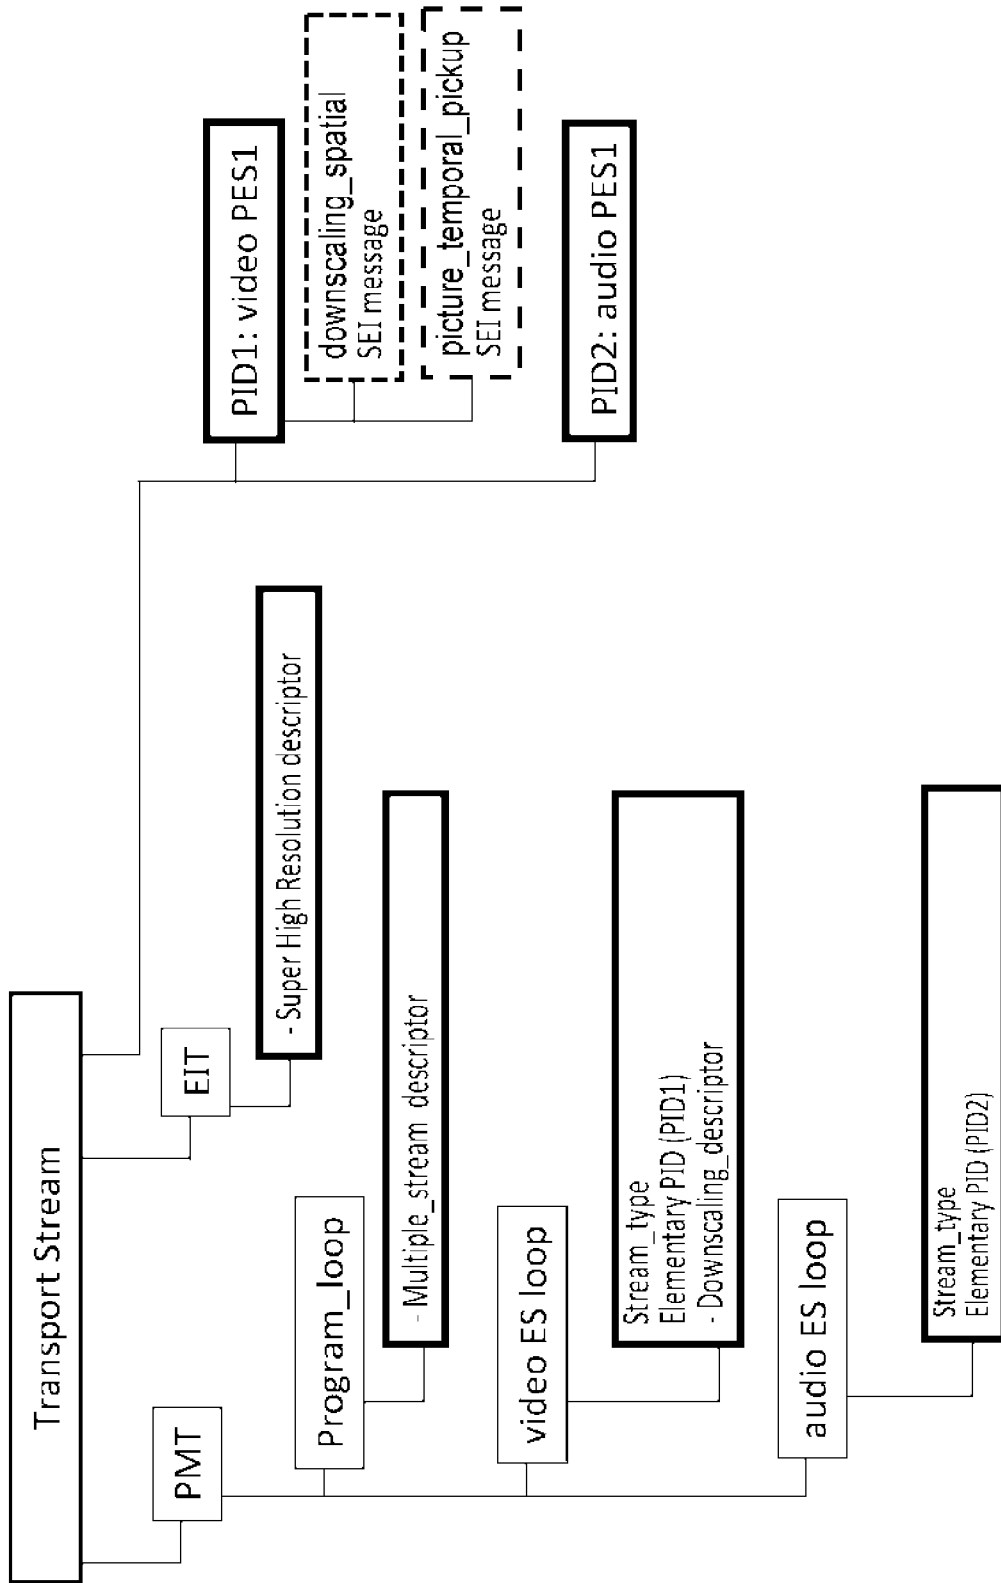 Transport Stream
PMT
Program_loop
- Multiple_stream descriptor
video ES loop
Stream_type
Elementary PID (PID1)
- Downscaling_descriptor
audio ES loop
Stream_type
Elementary PID (PID2)
EIT
- Super High Resolution descriptor
PID1: video PES1
downscaling_spatial
SEI message
picture_temporal_pickup
SEI message
PID2: audio PES1